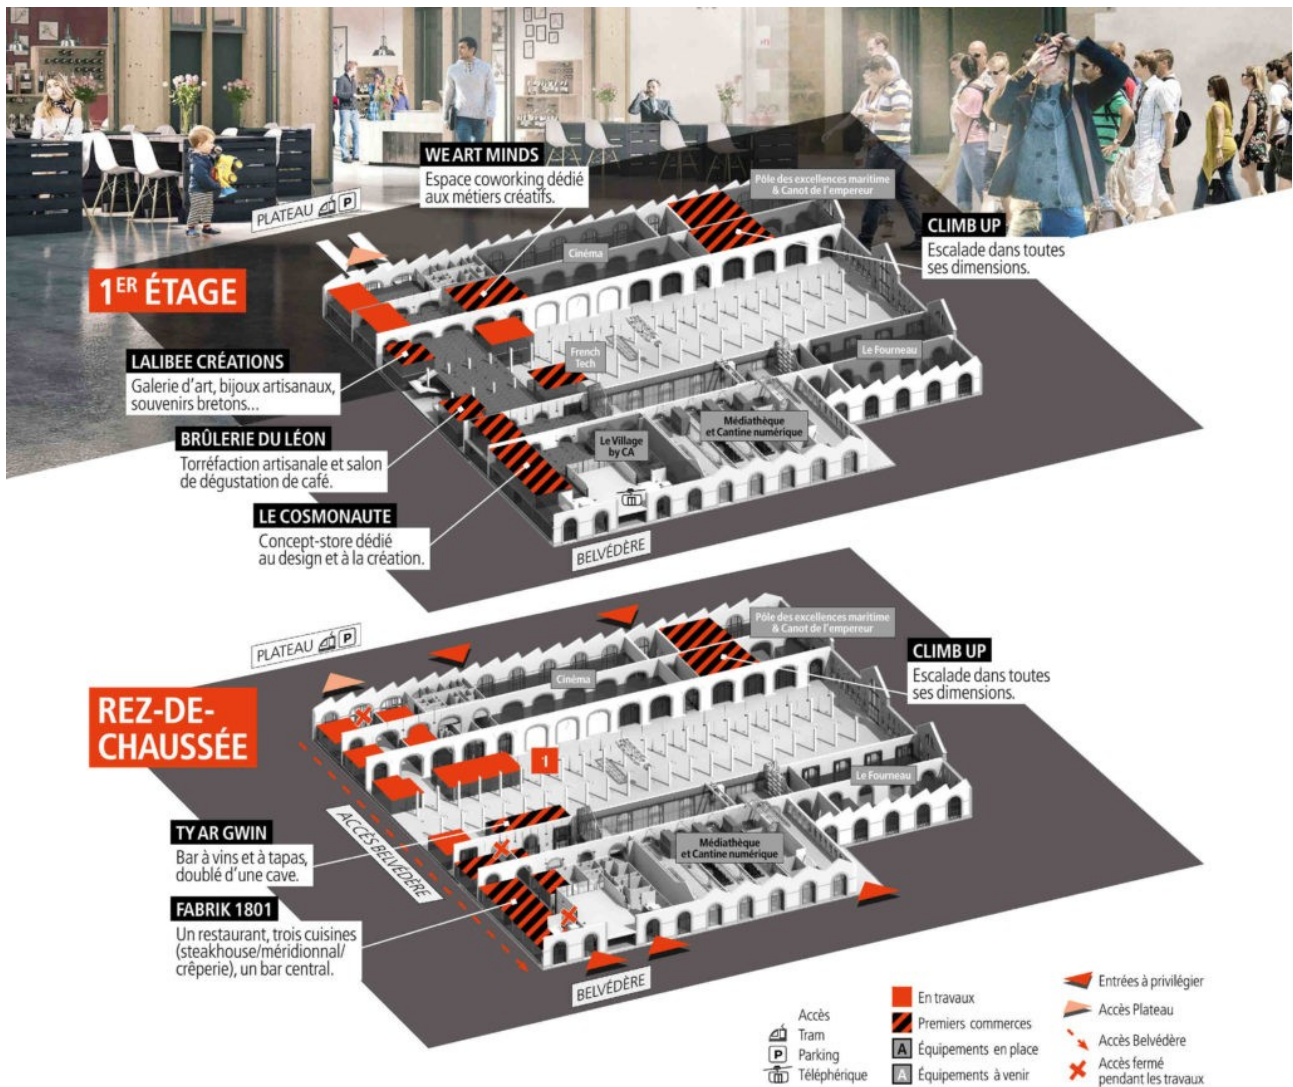 WE ART MINDS
Espace coworking dédié
aux métiers créatifs.
PLATEAU P
Pôle des excellences maritime
& Canot de l'empereur
CLIMB UP
Escalade dans toutes
ses dimensions.
Cinéma
1ER ÉTAGE
LALIBEE CRÉATIONS
Galerie d'art, bijoux artisanaux,
souvenirs bretons...
French
Tech
Le Fourneau
BRÛLERIE DU LÉON
Torréfaction artisanale et salon
de dégustation de café.
Médiathèque
et Cantine numérique
Le Village
by CA
LE COSMONAUTE
Concept-store dédié
au design et à la création.
BELVÉDÈRE
PLATEAU P
Pôle des excellences maritime
& Canot de l'empereur
CLIMB UP
Escalade dans toutes
ses dimensions.
Cinéma
REZ-DE-
CHAUSSÉE
1
Le Fourneau
ACCÈS BELVÉDÈRE
TY AR GWIN
Bar à vins et à tapas,
doublé d'une cave.
Médiathèque
et Cantine numérique
FABRIK 1801
Un restaurant, trois cuisines
(steakhouse/méridionnal/
crêperie), un bar central.
BELVÉDÈRE
Accès
Tram
P Parking
Téléphérique
En travaux
Premiers commerces
A Équipements en place
A Équipements à venir
Entrées à privilégier
Accès Plateau
Accès Belvédère
Accès fermé
pendant les travaux